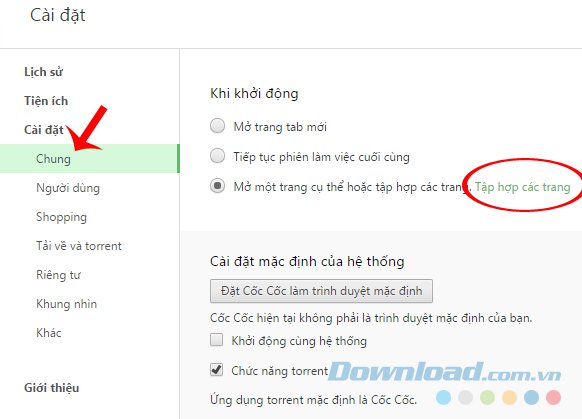 Cài đặt
Lịch sử
Tiện ích
Cài đặt
Chung
Người dùng
Shopping
Tải về và torrent
Riêng tư
Khung nhìn
Khác
Giới thiệu
Khi khởi động
Mở trang tab mới
Tiếp tục phiên làm việc cuối cùng
Mở một trang cụ thể hoặc tập hợp các trang. Tập hợp các trang
Cài đặt mặc định của hệ thống
Đặt Cốc Cốc làm trình duyệt mặc định
Cốc Cốc hiện tại không phải là trình duyệt mặc định của bạn.
Khởi động cùng hệ thống
Chức năng torrent
Ứng dụng torrent mặc định là Cốc Cốc.
Download.com.vn